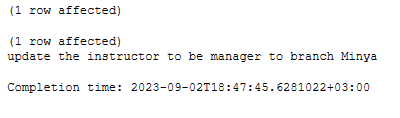 (1 row affected)
(1 row affected)
update the instructor to be manager to branch Minya
Completion time: 2023-09-02T18:47:45.6281022+03:00